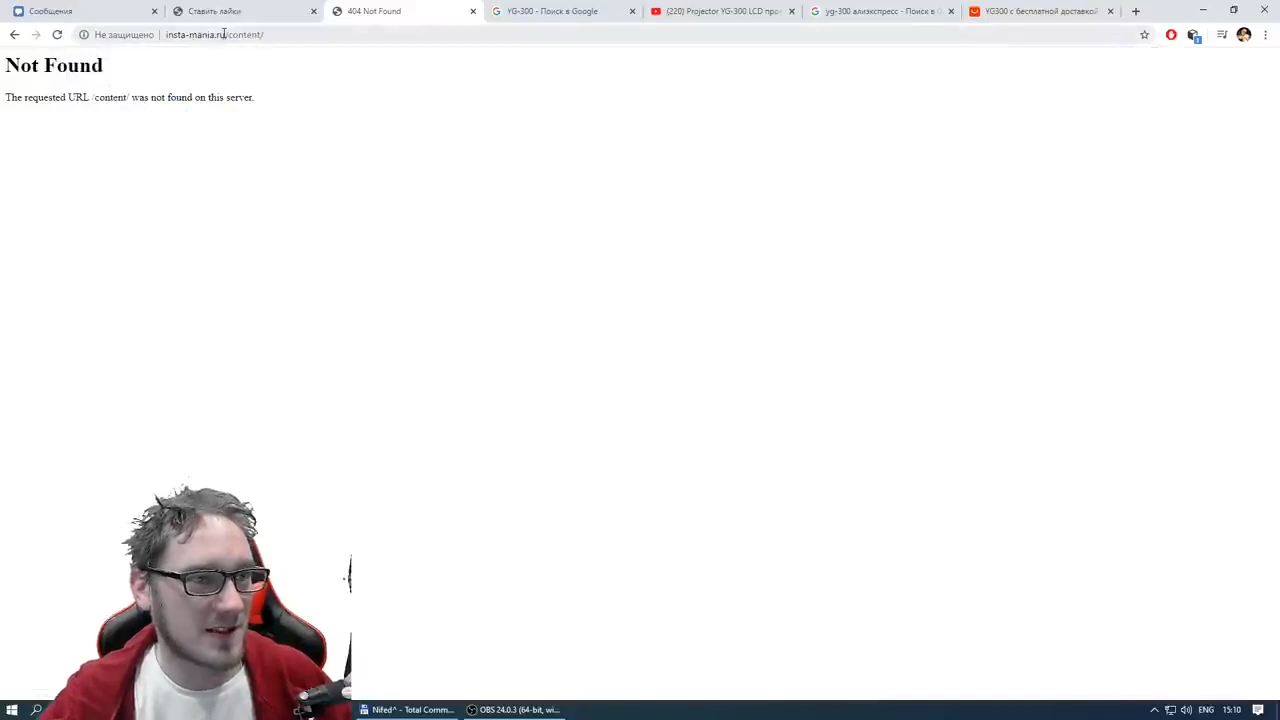 Сообщения
Ставить лайки
404 Not Found
YG-300 - Поиск в Google
(220) Projector YG-300 LCD про
yg-300 алиэкспресс - Поиск в G
YG300 с бесплатной доставкой
Не защищено
insta-mania.ru/content/
Not Found
The requested URL /content/ was not found on this server.
Nifed^ - Total Comm...
OBS 24.0.3 (64-bit, wi...
ENG
15:10